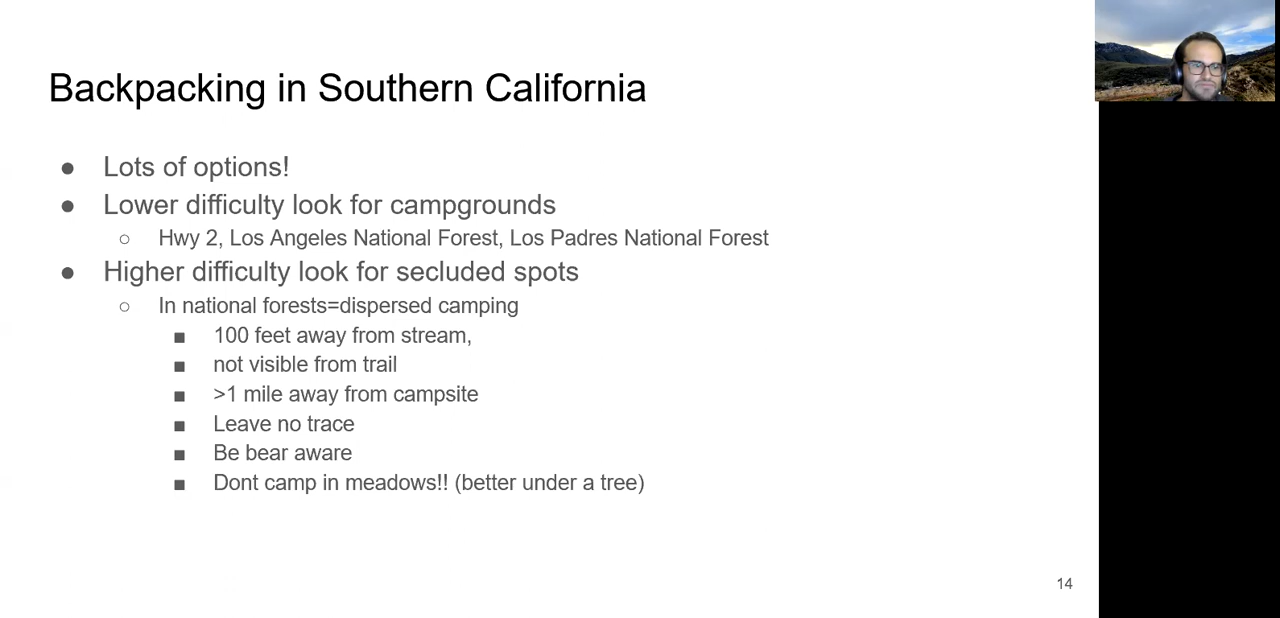 Backpacking in Southern California
● Lots of options!
● Lower difficulty look for campgrounds
○ Hwy 2, Los Angeles National Forest, Los Padres National Forest
● Higher difficulty look for secluded spots
○ In national forests=dispersed camping
■ 100 feet away from stream,
■ not visible from trail
■ >1 mile away from campsite
■ Leave no trace
■ Be bear aware
■ Dont camp in meadows!! (better under a tree)
14